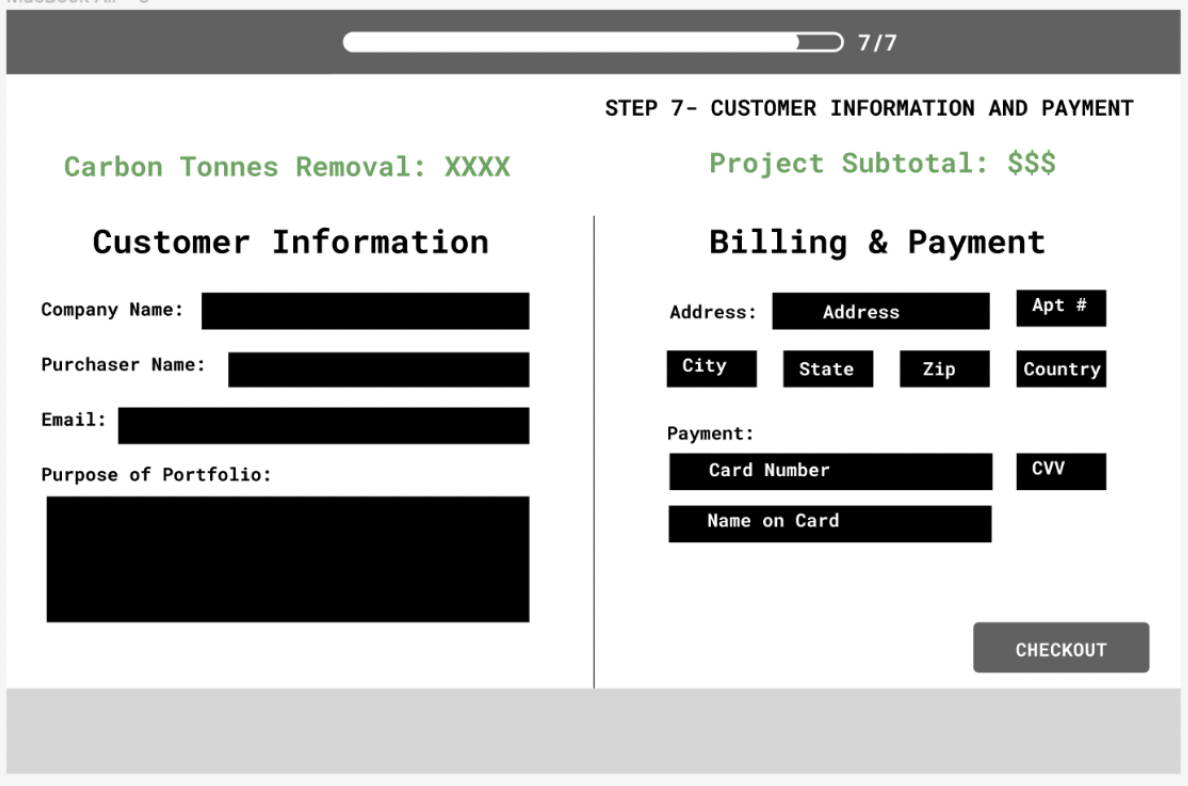 7/7
STEP 7- CUSTOMER INFORMATION AND PAYMENT
Carbon Tonnes Removal: XXXX
Project Subtotal: $$$
Customer Information
Company Name:
Purchaser Name:
Email:
Purpose of Portfolio:
Billing & Payment
Address: Address Apt #
City State Zip Country
Payment:
Card Number CVV
Name on Card
CHECKOUT